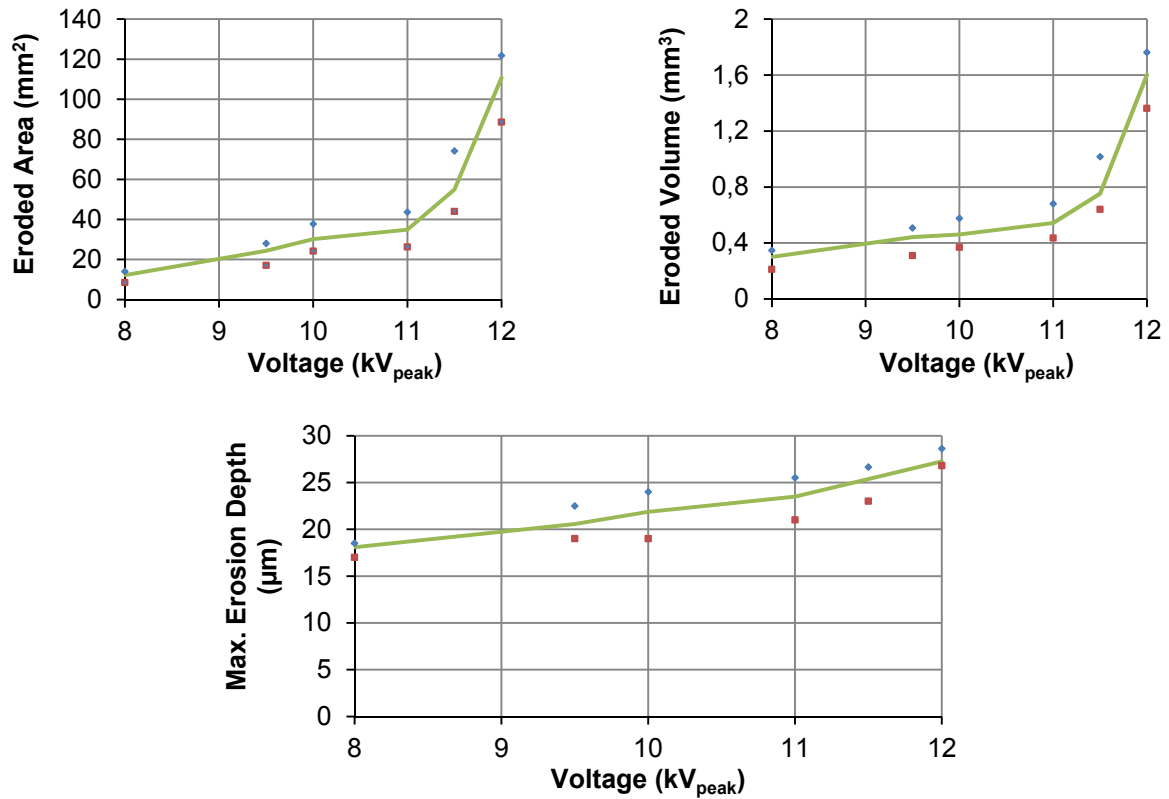 Eroded Area (mm²)
140
120
100
80
60
40
20
0
8 9 10 11 12
Voltage (kVpeak)
Eroded Volume (mm³)
2
1,6
1,2
0,8
0,4
0
8 9 10 11 12
Voltage (kVpeak)
Max. Erosion Depth
(µm)
30
25
20
15
10
5
0
8 9 10 11 12
Voltage (kVpeak)